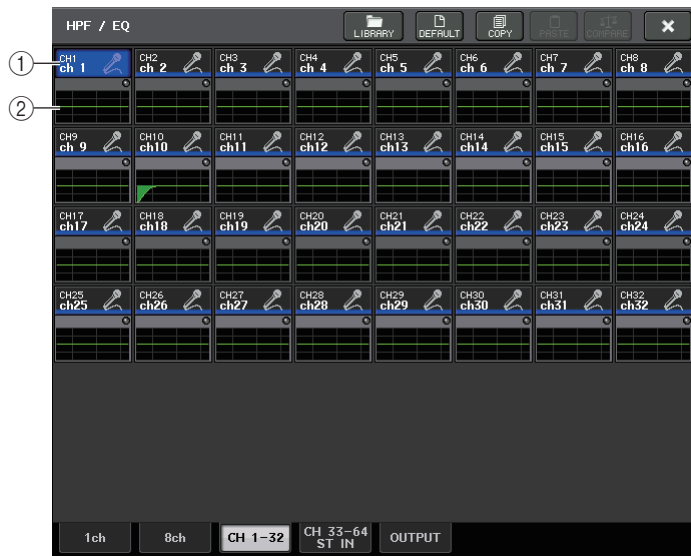 HPF / EQ
LIBRARY
DEFAULT
COPY
PASTE
COMPARE
1
CH1
ch 1
CH2
ch 2
CH3
ch 3
CH4
ch 4
CH5
ch 5
CH6
ch 6
CH7
ch 7
CH8
ch 8
2
CH9
ch 9
CH10
ch10
CH11
ch11
CH12
ch12
CH13
ch13
CH14
ch14
CH15
ch15
CH16
ch16
CH17
ch17
CH18
ch18
CH19
ch19
CH20
ch20
CH21
ch21
CH22
ch22
CH23
ch23
CH24
ch24
CH25
ch25
CH26
ch26
CH27
ch27
CH28
ch28
CH29
ch29
CH30
ch30
CH31
ch31
CH32
ch32
1ch
8ch
CH 1-32
CH 33-64
ST IN
OUTPUT